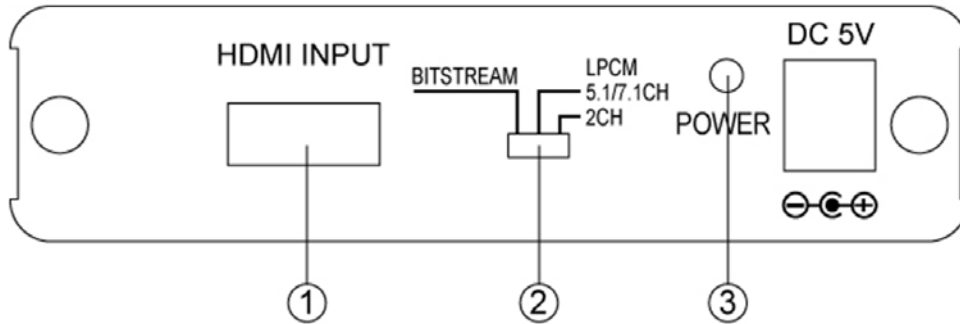 HDMI INPUT
BITSTREAM
LPCM
5.1/7.1CH
2CH
POWER
DC 5V
1
2
3